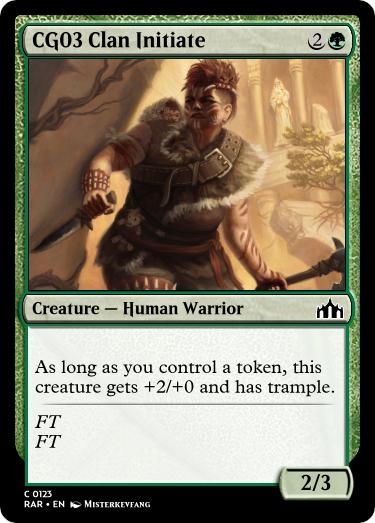 CG03 Clan Initiate 2
Creature — Human Warrior
As long as you control a token, this
creature gets +2/+0 and has trample.
FT
FT
2/3
C 0123
RAR • EN Misterkevfang